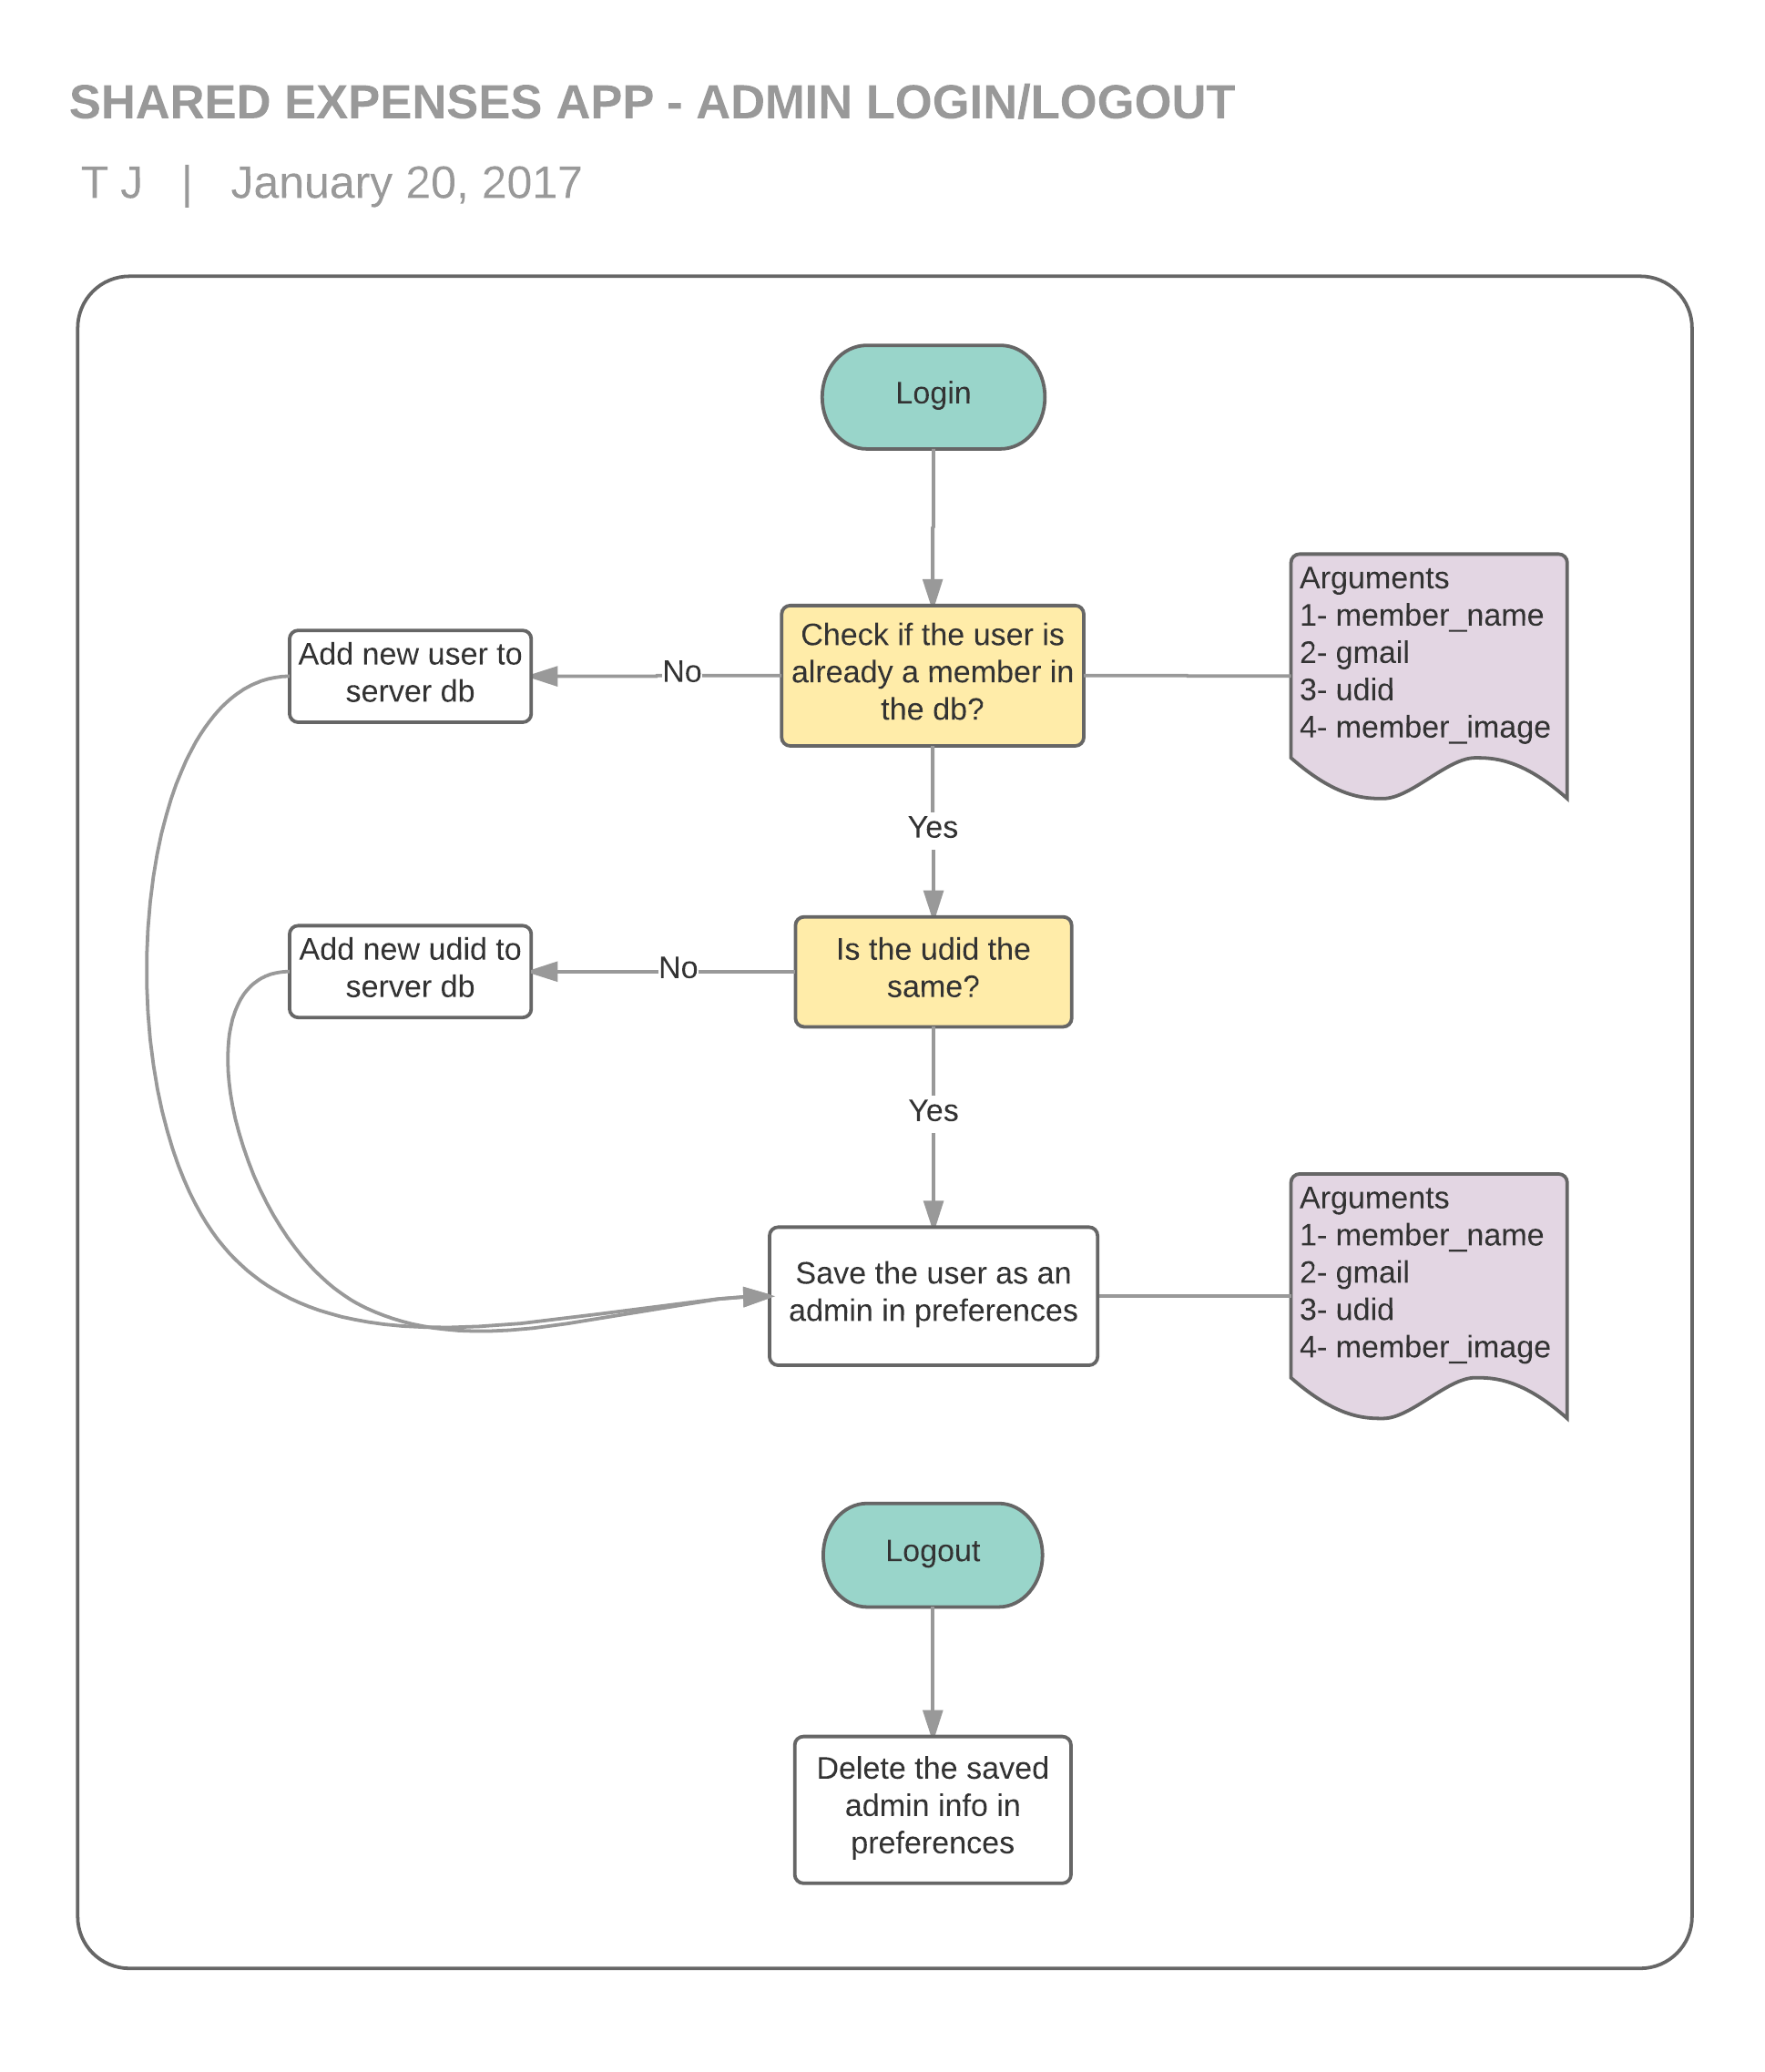 SHARED EXPENSES APP - ADMIN LOGIN/LOGOUT
T J | January 20, 2017
Login
Check if the user is
already a member in
the db?
Arguments
1- member_name
2- gmail
3- udid
4- member_image
No
Add new user to
server db
Yes
Is the udid the
same?
No
Add new udid to
server db
Yes
Save the user as an
admin in preferences
Arguments
1- member_name
2- gmail
3- udid
4- member_image
Logout
Delete the saved
admin info in
preferences